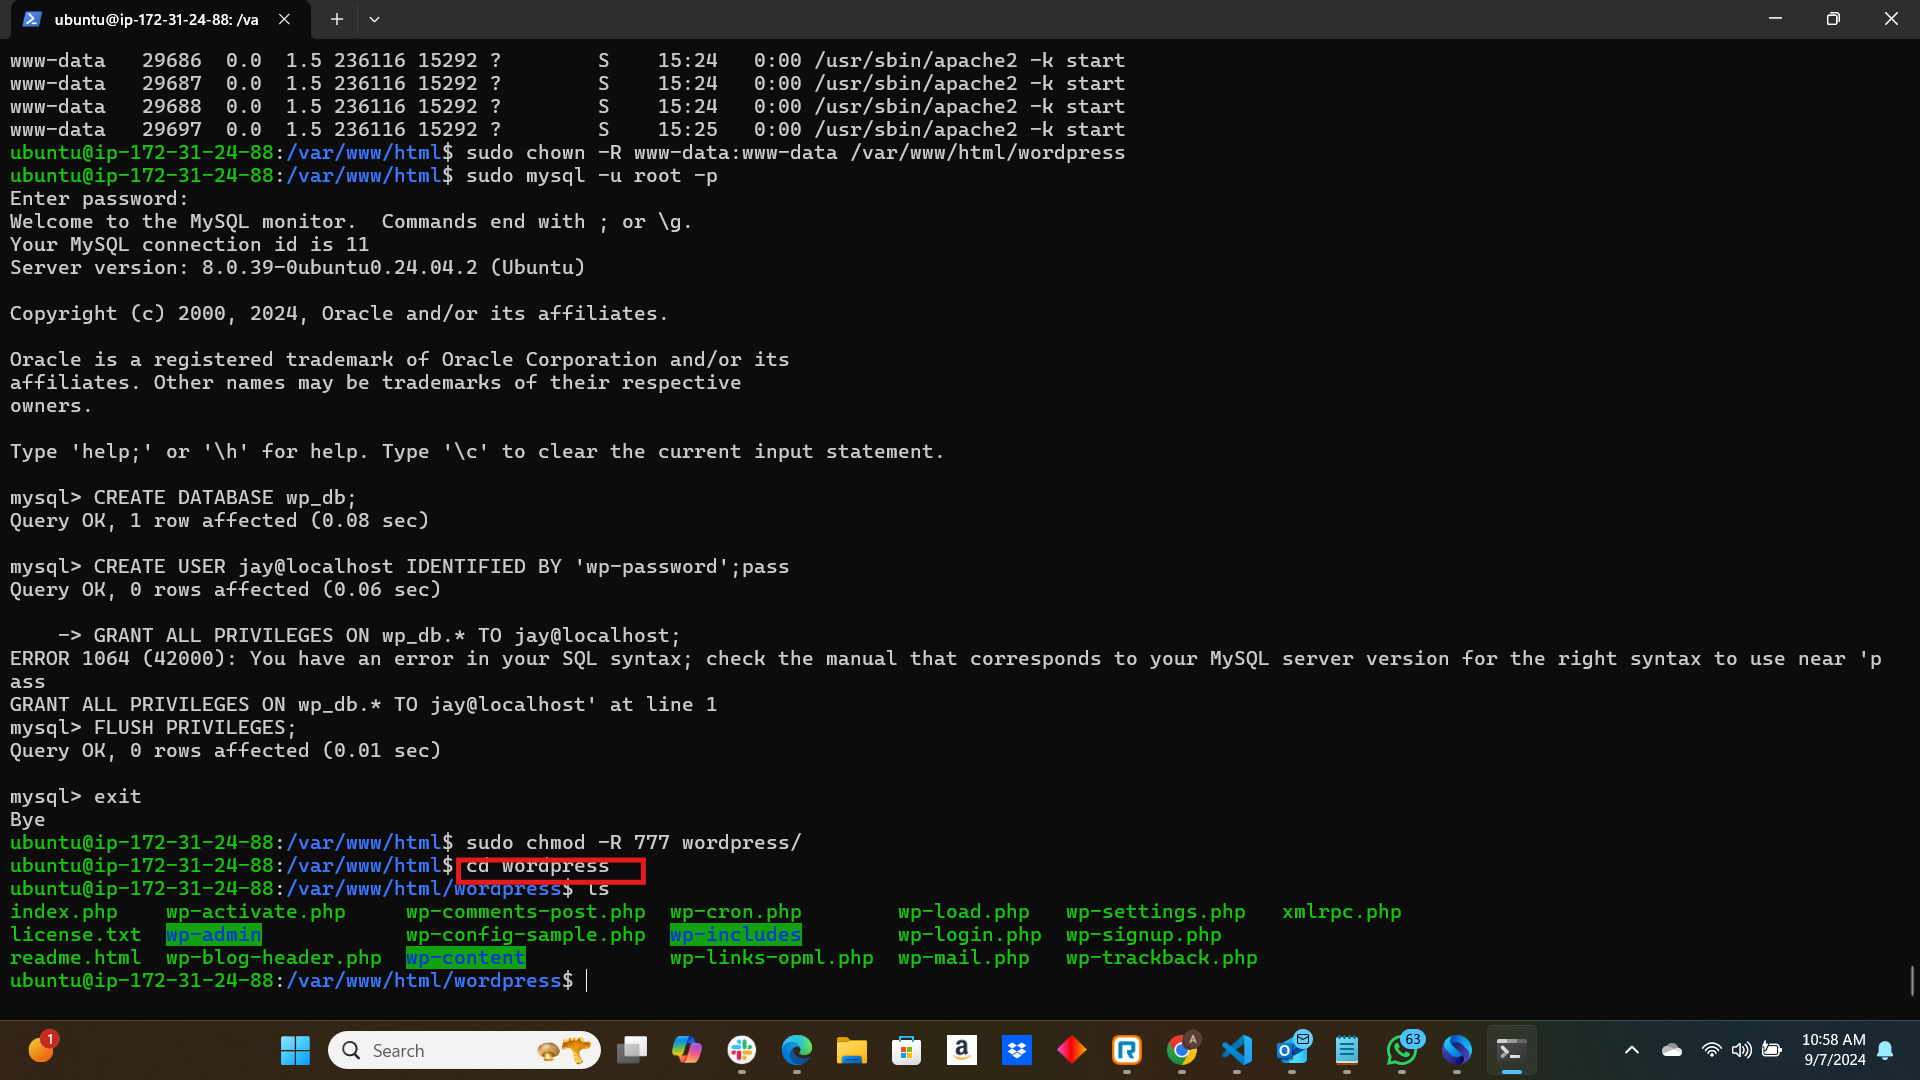 ubuntu@ip-172-31-24-88: /va
www-data   29686  0.0  1.5 236116 15292 ?        S    15:24   0:00 /usr/sbin/apache2 -k start
www-data   29687  0.0  1.5 236116 15292 ?        S    15:24   0:00 /usr/sbin/apache2 -k start
www-data   29688  0.0  1.5 236116 15292 ?        S    15:24   0:00 /usr/sbin/apache2 -k start
www-data   29697  0.0  1.5 236116 15292 ?        S    15:25   0:00 /usr/sbin/apache2 -k start
ubuntu@ip-172-31-24-88:/var/www/html$ sudo chown -R www-data:www-data /var/www/html/wordpress
ubuntu@ip-172-31-24-88:/var/www/html$ sudo mysql -u root -p
Enter password:
Welcome to the MySQL monitor.  Commands end with ; or \g.
Your MySQL connection id is 11
Server version: 8.0.39-0ubuntu0.24.04.2 (Ubuntu)
Copyright (c) 2000, 2024, Oracle and/or its affiliates.
Oracle is a registered trademark of Oracle Corporation and/or its
affiliates. Other names may be trademarks of their respective
owners.
Type 'help;' or '\h' for help. Type '\c' to clear the current input statement.
mysql> CREATE DATABASE wp_db;
Query OK, 1 row affected (0.08 sec)
mysql> CREATE USER jay@localhost IDENTIFIED BY 'wp-password';pass
Query OK, 0 rows affected (0.06 sec)
    -> GRANT ALL PRIVILEGES ON wp_db.* TO jay@localhost;
ERROR 1064 (42000): You have an error in your SQL syntax; check the manual that corresponds to your MySQL server version for the right syntax to use near 'p
ass
GRANT ALL PRIVILEGES ON wp_db.* TO jay@localhost' at line 1
mysql> FLUSH PRIVILEGES;
Query OK, 0 rows affected (0.01 sec)
mysql> exit
Bye
ubuntu@ip-172-31-24-88:/var/www/html$ sudo chmod -R 777 wordpress/
ubuntu@ip-172-31-24-88:/var/www/html$ cd wordpress
ubuntu@ip-172-31-24-88:/var/www/html/wordpress$ ls
index.php    wp-activate.php     wp-comments-post.php  wp-cron.php        wp-load.php   wp-settings.php   xmlrpc.php
license.txt  wp-admin            wp-config-sample.php  wp-includes        wp-login.php  wp-signup.php
readme.html  wp-blog-header.php  wp-content            wp-links-opml.php  wp-mail.php   wp-trackback.php
ubuntu@ip-172-31-24-88:/var/www/html/wordpress$
1
Search
a
A
63
10:58 AM
9/7/2024